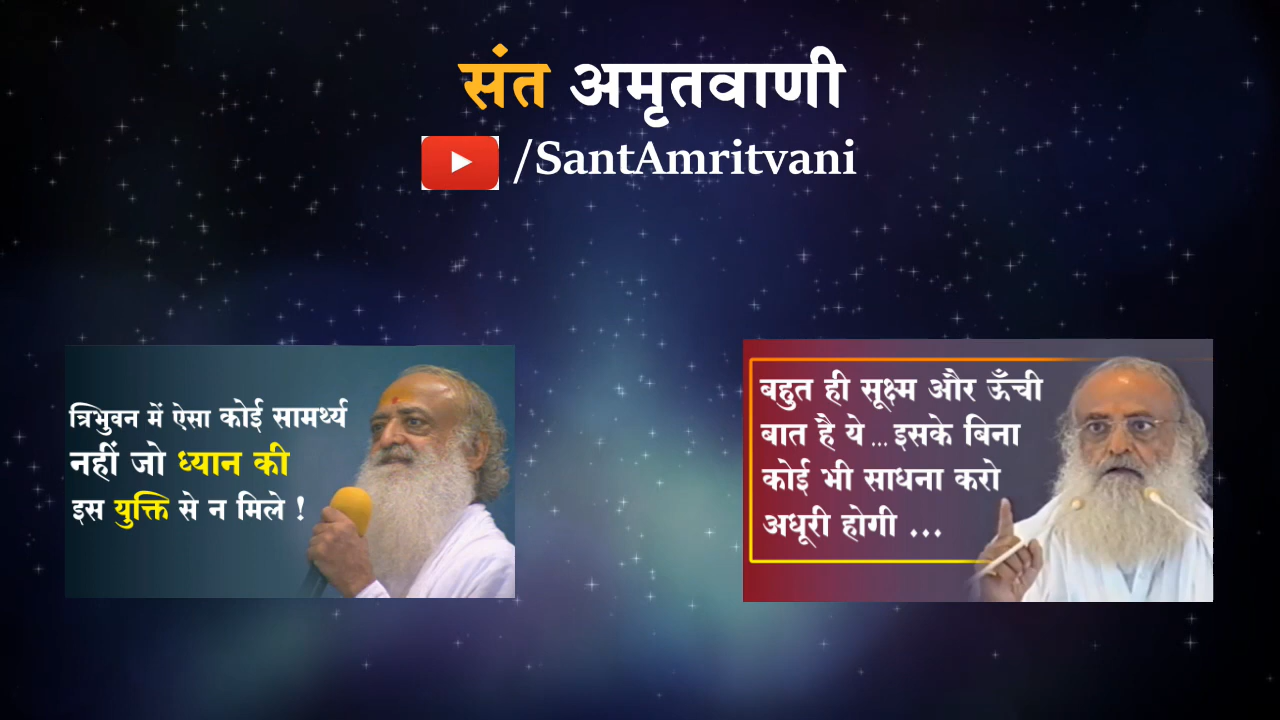 संत अमृतवाणी
/SantAmritvani
त्रिभुवन में ऐसा कोई सामर्थ्य
नहीं जो ध्यान की
इस युक्ति से न मिले !
बहुत ही सूक्ष्म और ऊँची
बात है ये ... इसके बिना
कोई भी साधना करो
अधूरी होगी ...